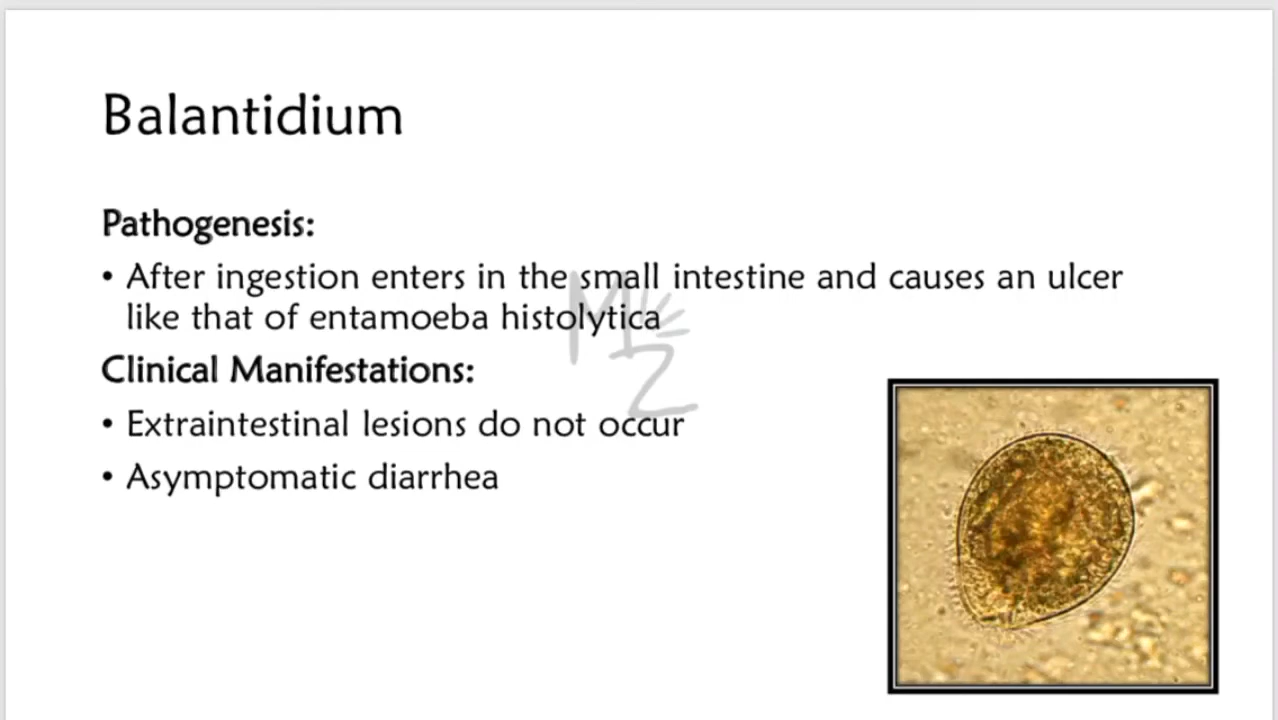 Balantidium
Pathogenesis:
• After ingestion enters in the small intestine and causes an ulcer
like that of entamoeba histolytica
Clinical Manifestations:
• Extraintestinal lesions do not occur
• Asymptomatic diarrhea
M
Z